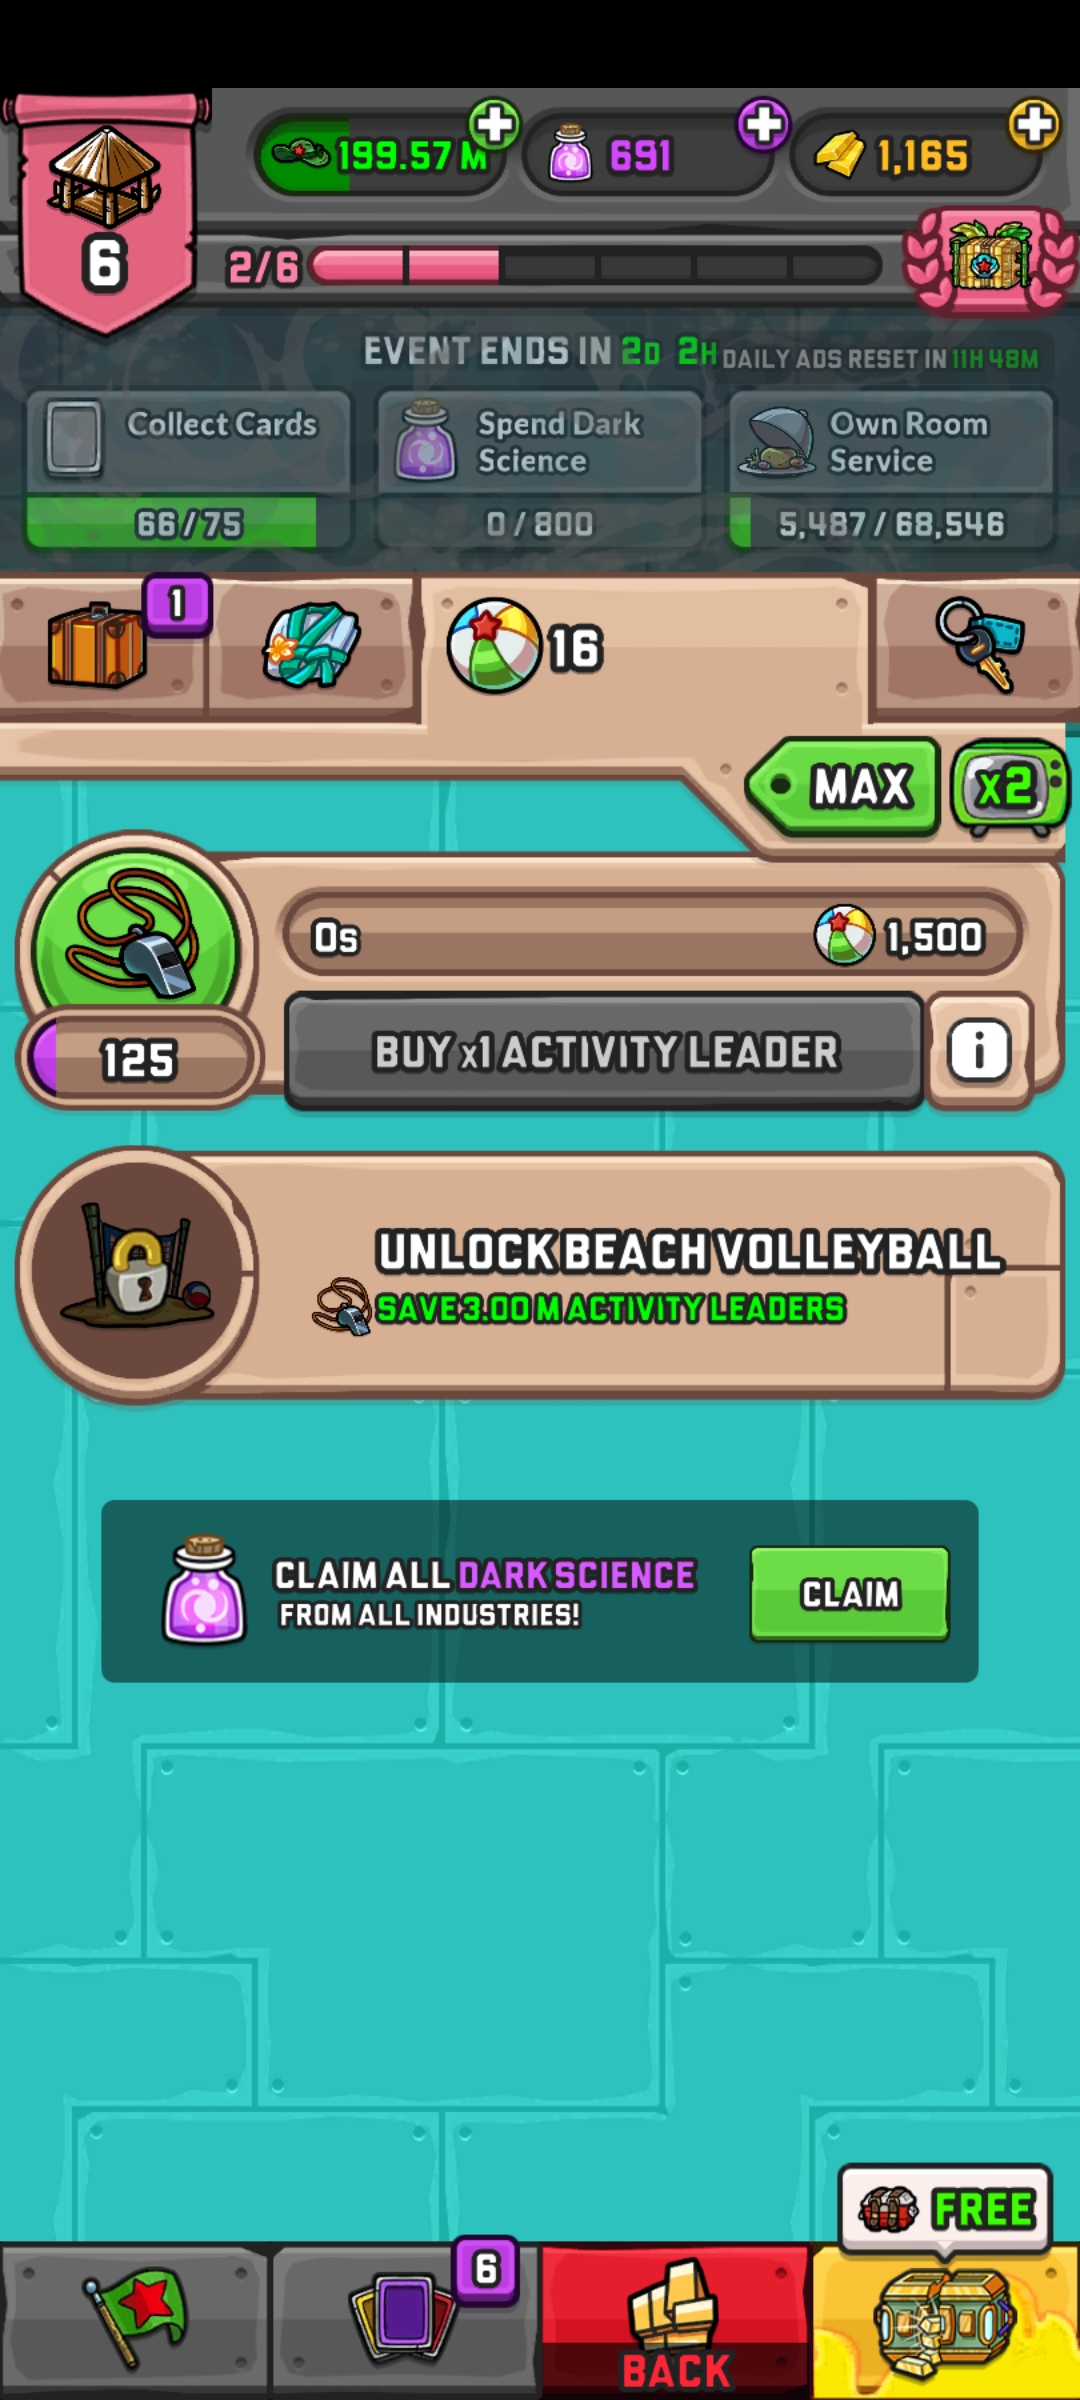 199.57 M
691
1,165
6
2/6
EVENT ENDS IN 2D 2H
DAILY ADS RESET IN 11H 48M
Collect Cards
66/75
Spend Dark
Science
0/800
Own Room
Service
5,487/68,546
1
16
MAX
x2
0s
1,500
125
BUY x1 ACTIVITY LEADER
i
UNLOCK BEACH VOLLEYBALL
SAVE 3.00 M ACTIVITY LEADERS
CLAIM ALL DARK SCIENCE
FROM ALL INDUSTRIES!
CLAIM
FREE
6
BACK